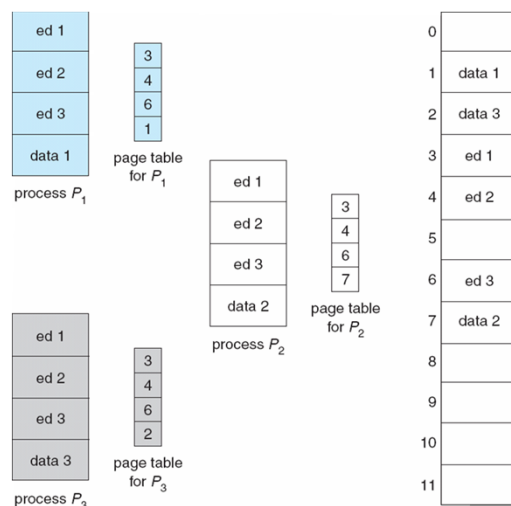 ed 1
ed 2
ed 3
data 1
process P1
3
4
6
1
page table
for P1
ed 1
ed 2
ed 3
data 2
process P2
3
4
6
7
page table
for P2
ed 1
ed 2
ed 3
data 3
process P3
3
4
6
2
page table
for P3
0
1 data 1
2 data 3
3 ed 1
4 ed 2
5
6 ed 3
7 data 2
8
9
10
11